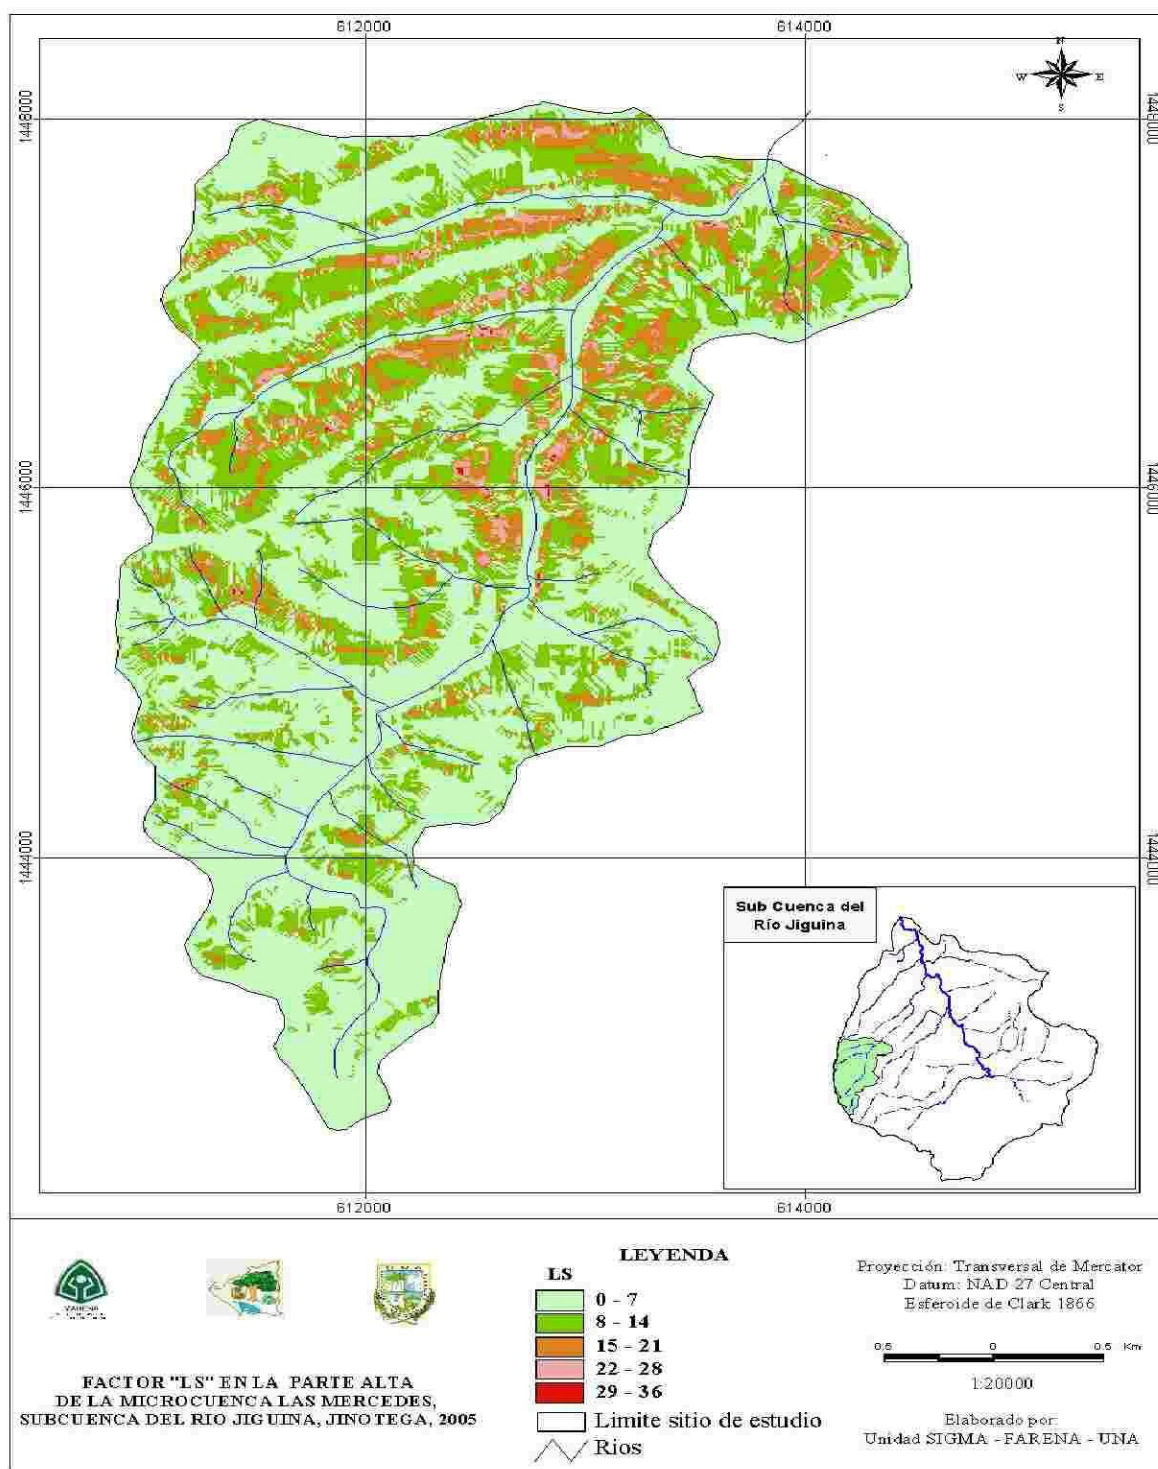 612000
614000
N
W E
S
1448000
1448000
1446000
1446000
1444000
1444000
Sub Cuenca del
Río Jiguina
612000
614000
LEYENDA
LS
0 - 7
8 - 14
15 - 21
22 - 28
29 - 36
Limite sitio de estudio
Rios
FACTOR "LS" EN LA PARTE ALTA
DE LA MICROCUENCA LAS MERCEDES,
SUBCUENCA DEL RIO JIGUINA, JINOTEGA, 2005
Proyección: Transversal de Mercator
Datum: NAD 27 Central
Esferoide de Clark 1866
0.5 0 0.5 Km
1:20000
Elaborado por:
Unidad SIGMA - FARENA - UNA